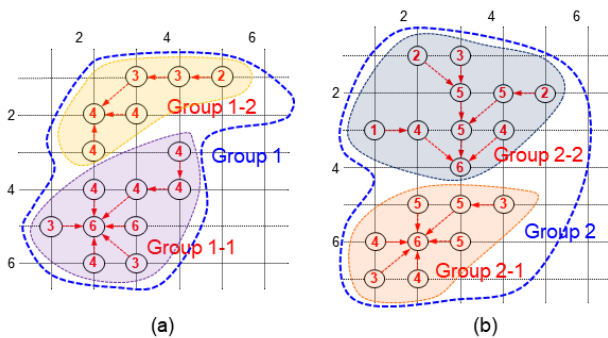 2 4 6
3 3 2
Group 1-2
2 4 4
4 4
Group 1
4 4 4 4
3 6 6
Group 1-1
6 4 3
(a)
2 4 6
2 3
2 5 5 2
1 4 5 4
Group 2-2
4 6
5 5 3
Group 2
6 4 6 5
Group 2-1
3 4
(b)